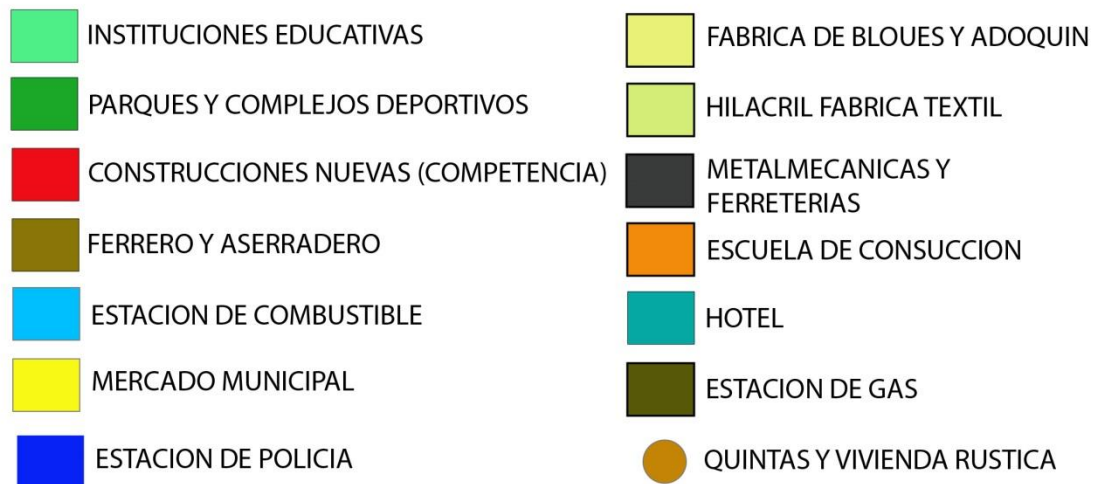 INSTITUCIONES EDUCATIVAS
PARQUES Y COMPLEJOS DEPORTIVOS
CONSTRUCCIONES NUEVAS (COMPETENCIA)
FERRERO Y ASERRADERO
ESTACION DE COMBUSTIBLE
MERCADO MUNICIPAL
ESTACION DE POLICIA
FABRICA DE BLOUES Y ADOQUIN
HILACRIL FABRICA TEXTIL
METALMECANICAS Y
FERRETERIAS
ESCUELA DE CONSUCCION
HOTEL
ESTACION DE GAS
QUINTAS Y VIVIENDA RUSTICA